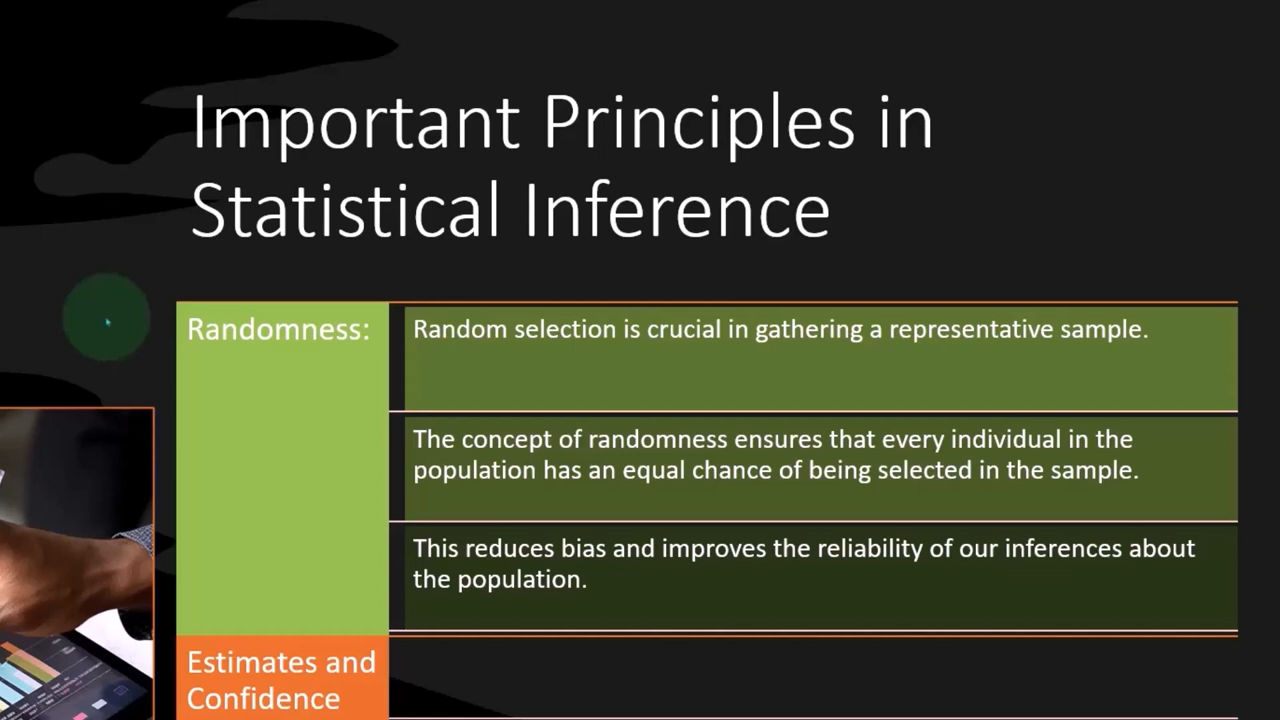 Important Principles in
Statistical Inference
Randomness:
Random selection is crucial in gathering a representative sample.
The concept of randomness ensures that every individual in the
population has an equal chance of being selected in the sample.
This reduces bias and improves the reliability of our inferences about
the population.
Estimates and
Confidence